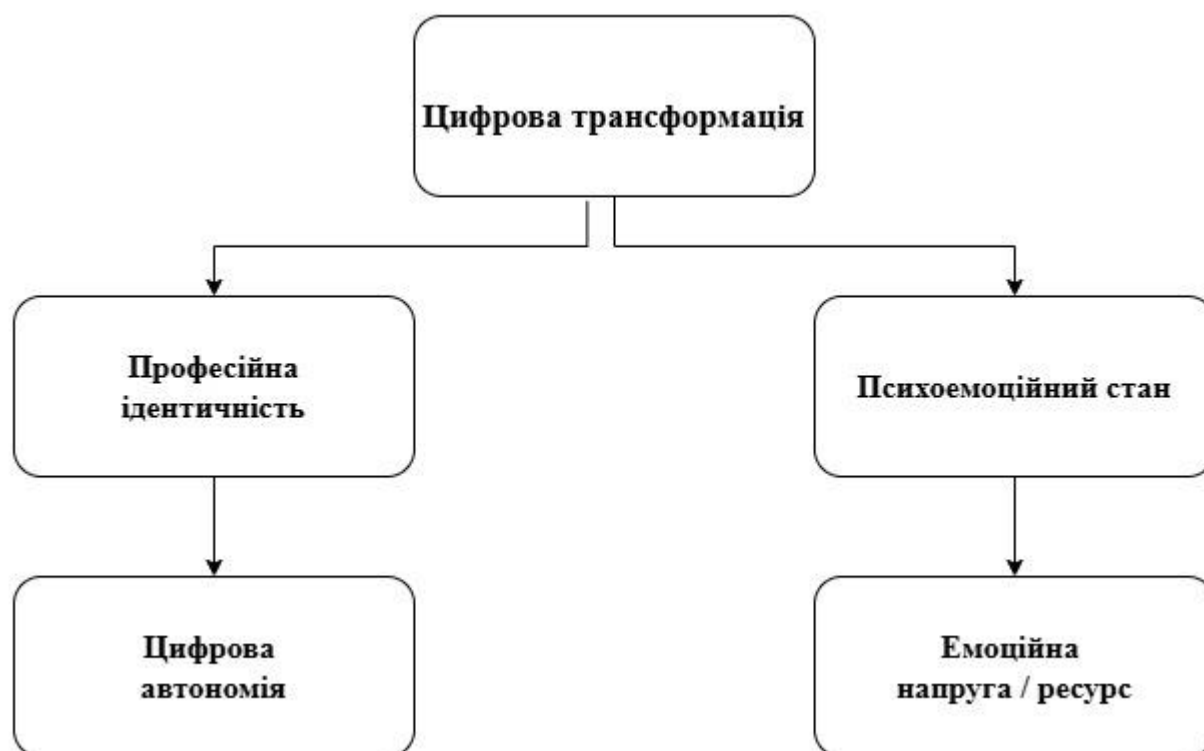 Цифрова трансформація
Професійна
ідентичність
Психоемоційний стан
Цифрова
автономія
Емоційна
напруга / ресурс